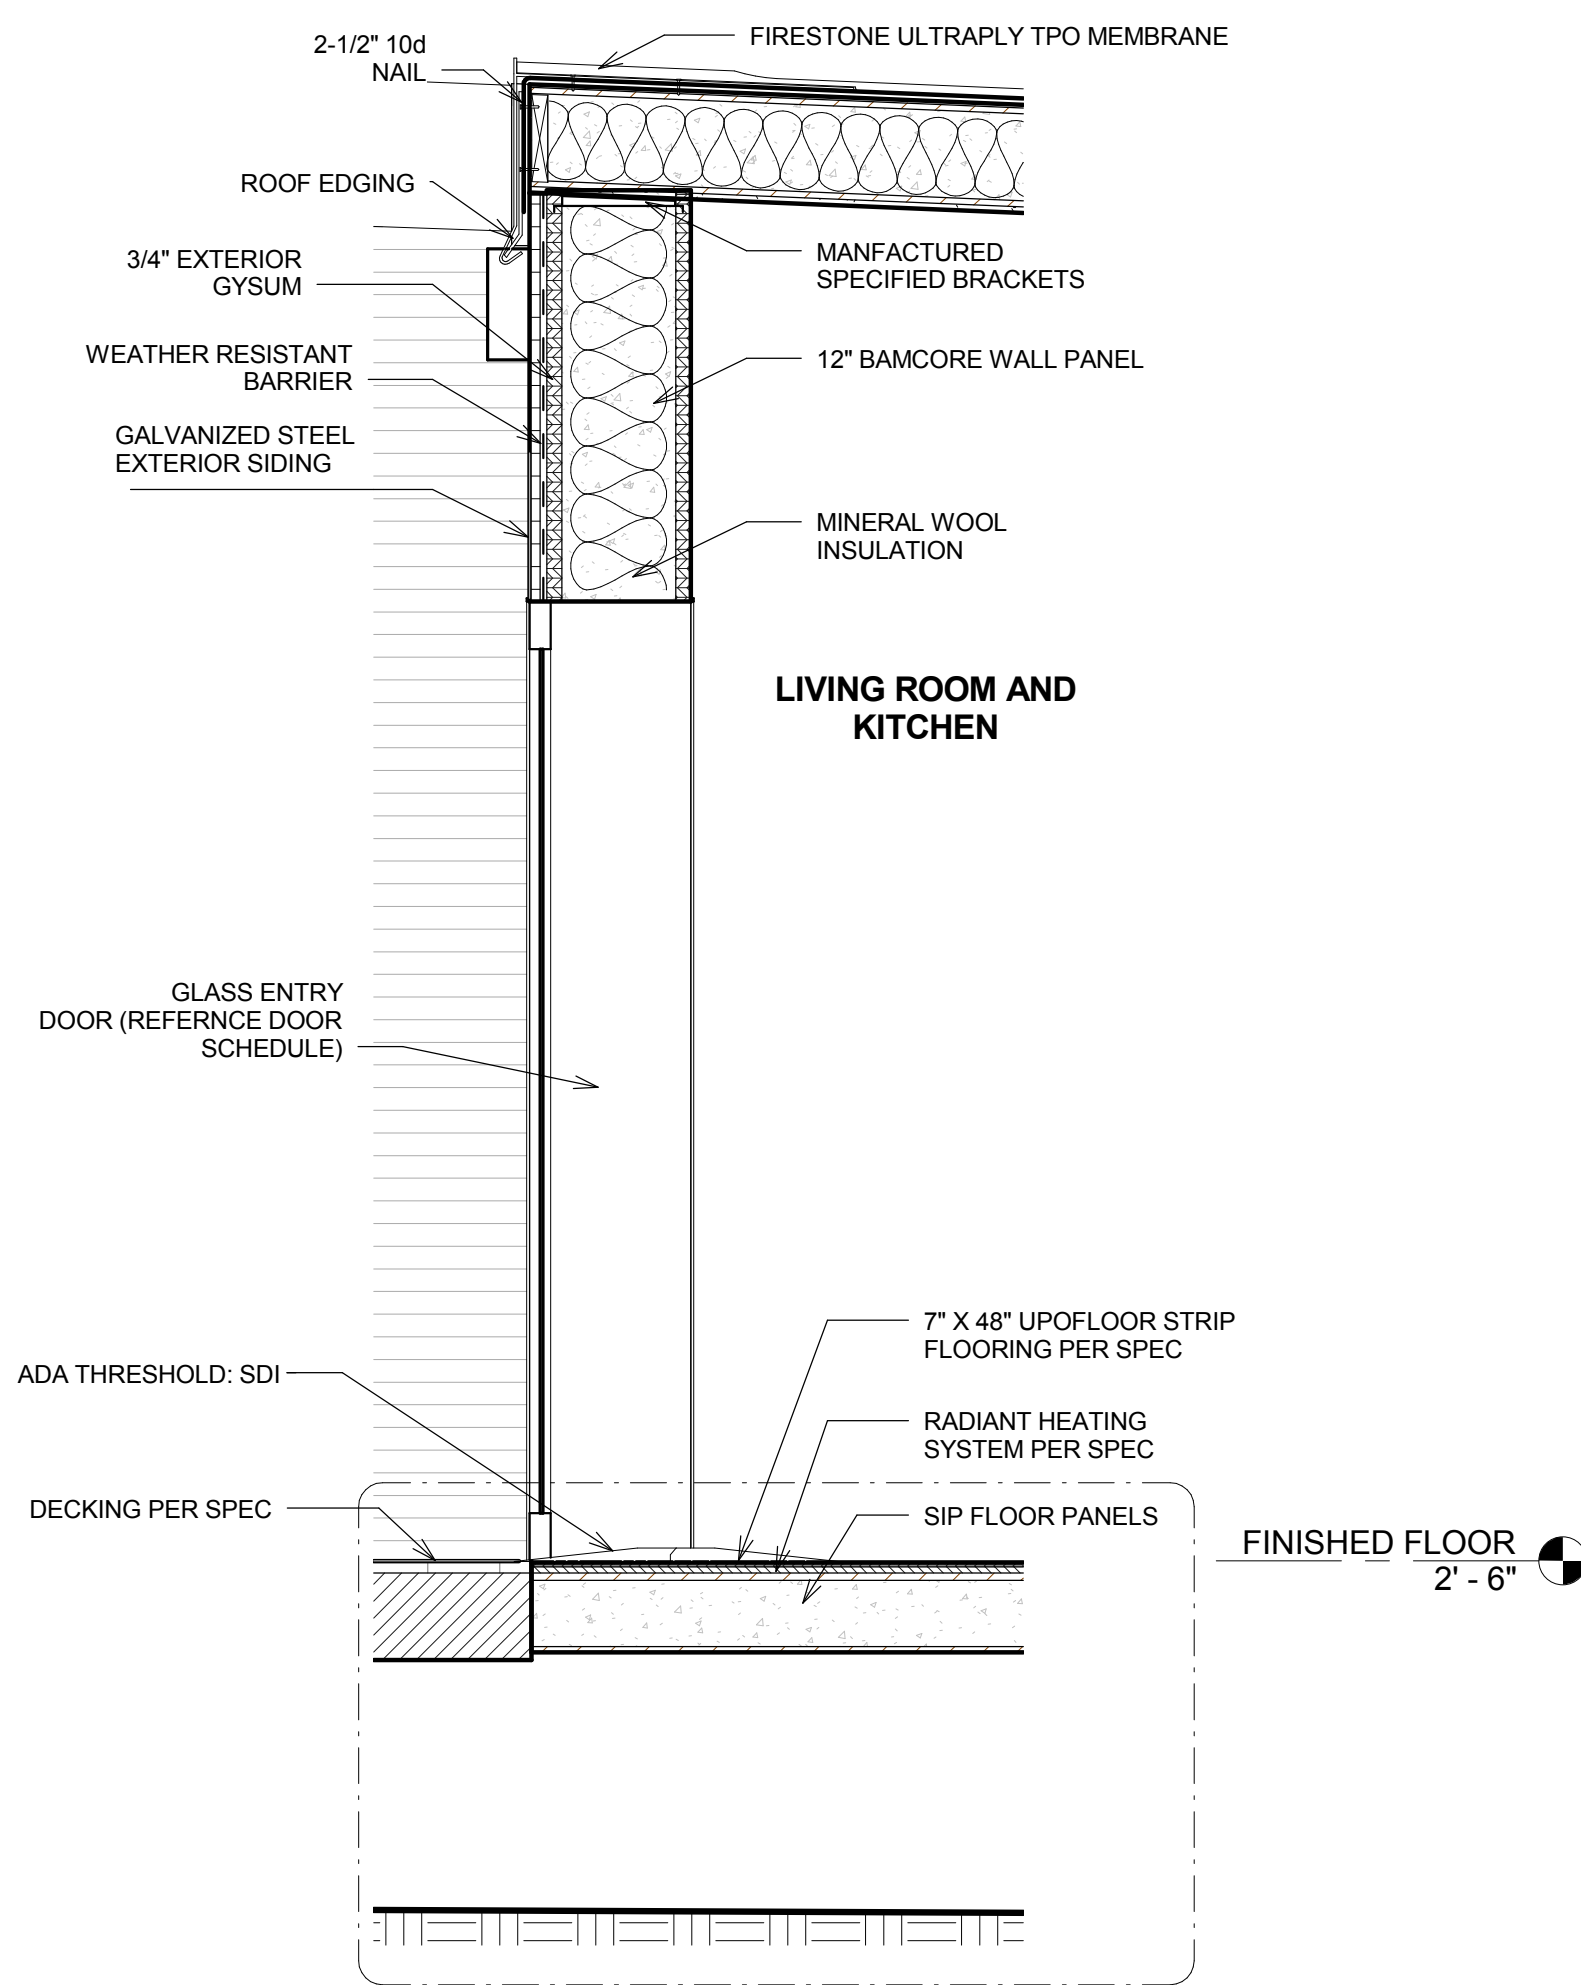 2-1/2" 10d
NAIL
FIRESTONE ULTRAPLY TPO MEMBRANE
ROOF EDGING
3/4" EXTERIOR
GYSUM
MANFACTURED
SPECIFIED BRACKETS
WEATHER RESISTANT
BARRIER
12" BAMCORE WALL PANEL
GALVANIZED STEEL
EXTERIOR SIDING
MINERAL WOOL
INSULATION
LIVING ROOM AND
KITCHEN
GLASS ENTRY
DOOR (REFERNCE DOOR
SCHEDULE)
7" X 48" UPOFLOOR STRIP
FLOORING PER SPEC
ADA THRESHOLD: SDI
RADIANT HEATING
SYSTEM PER SPEC
DECKING PER SPEC
SIP FLOOR PANELS
FINISHED FLOOR
2' - 6"